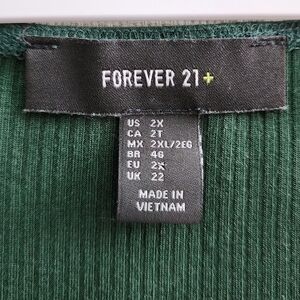 FOREVER 21+
US 2X
CA 2T
MX 2XL/2EG
BR 46
EU 2X
UK 22
MADE IN
VIETNAM